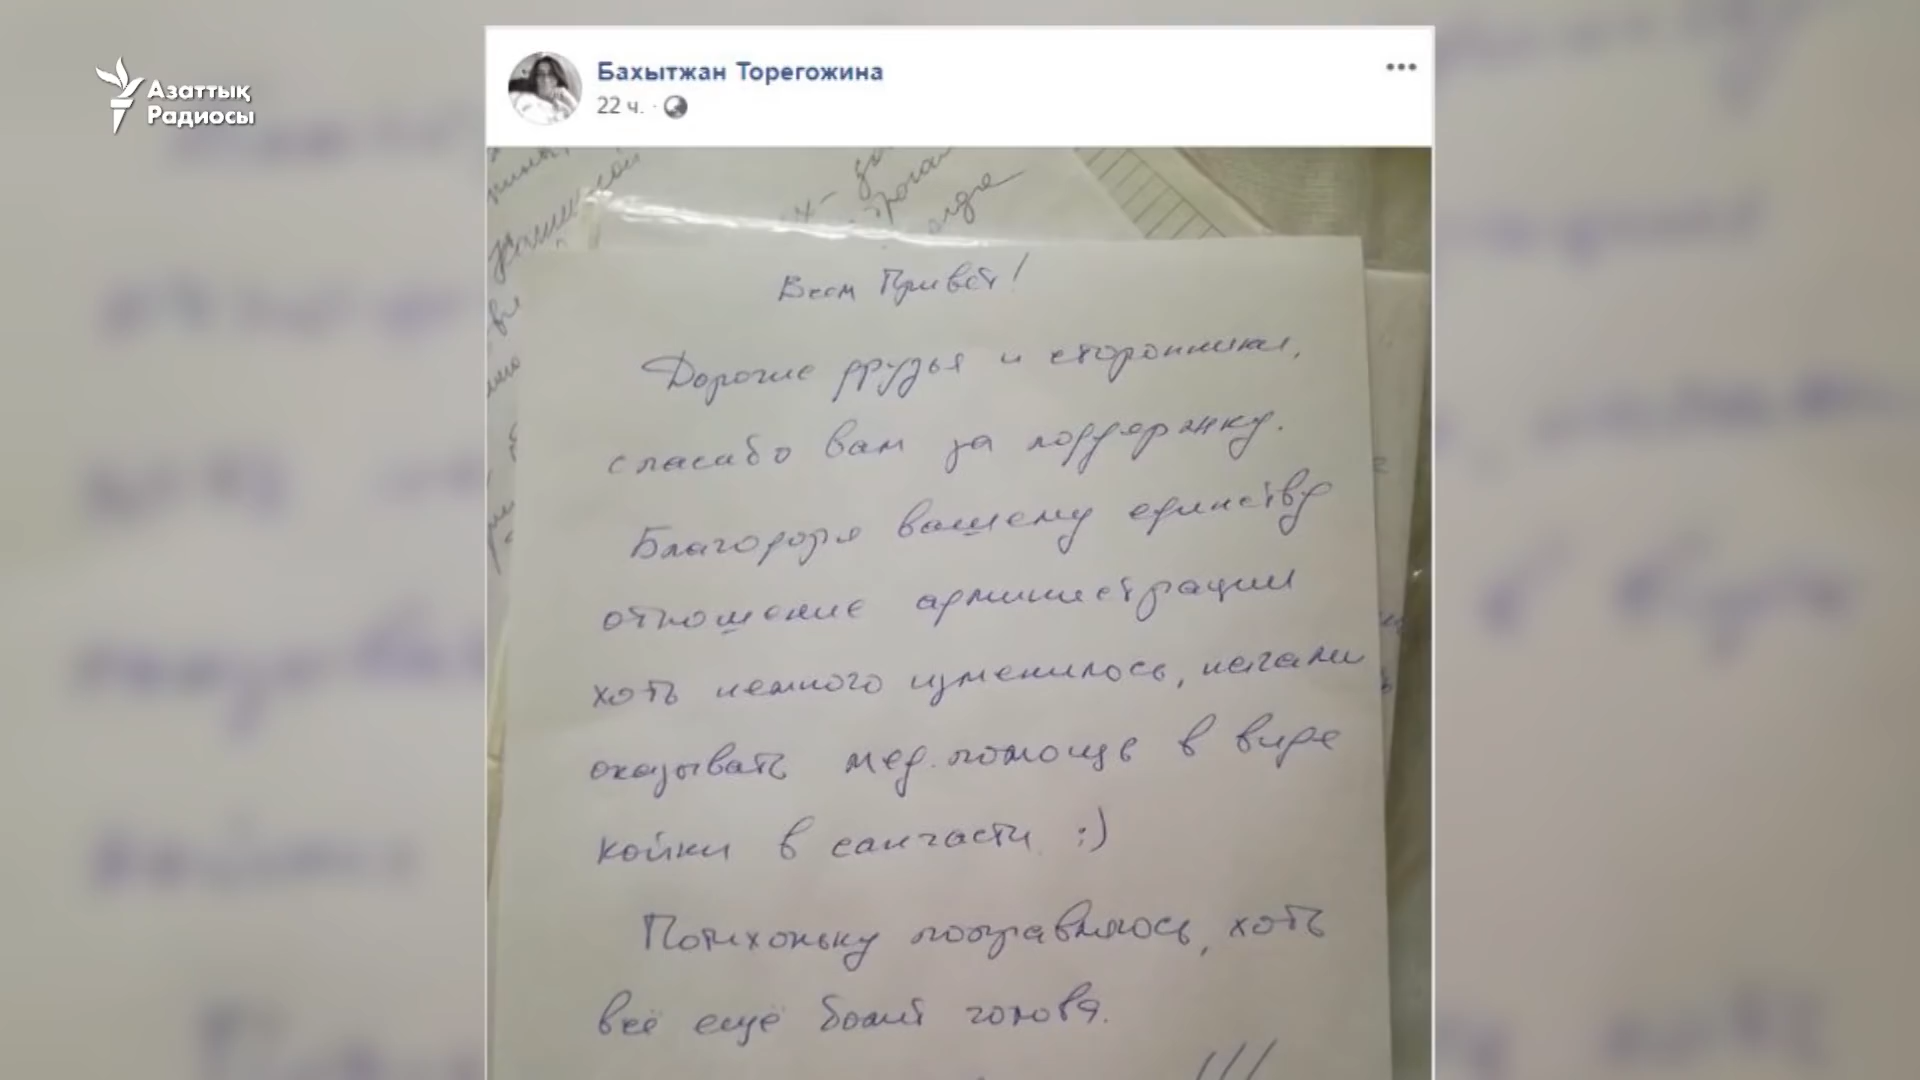 Азаттық
Радиосы
Бахытжан Торегожина
22 ч.
Всем Привет!
Дорогие друзья и сторонники,
спасибо вам за поддержку.
Благодаря вашему единству
отношение администрации
хоть немного изменилось, начали
оказывать мед. помощь в виде
койки в санчасти :)
Потихоньку поправляюсь, хоть
всё ещё болит голова.